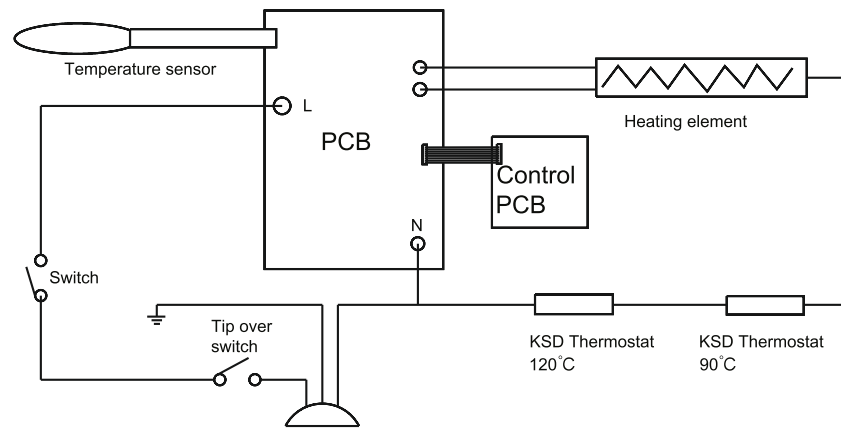 Temperature sensor
L
PCB
Heating element
Control
PCB
N
Switch
Tip over
switch
KSD Thermostat
120°C
KSD Thermostat
90°C